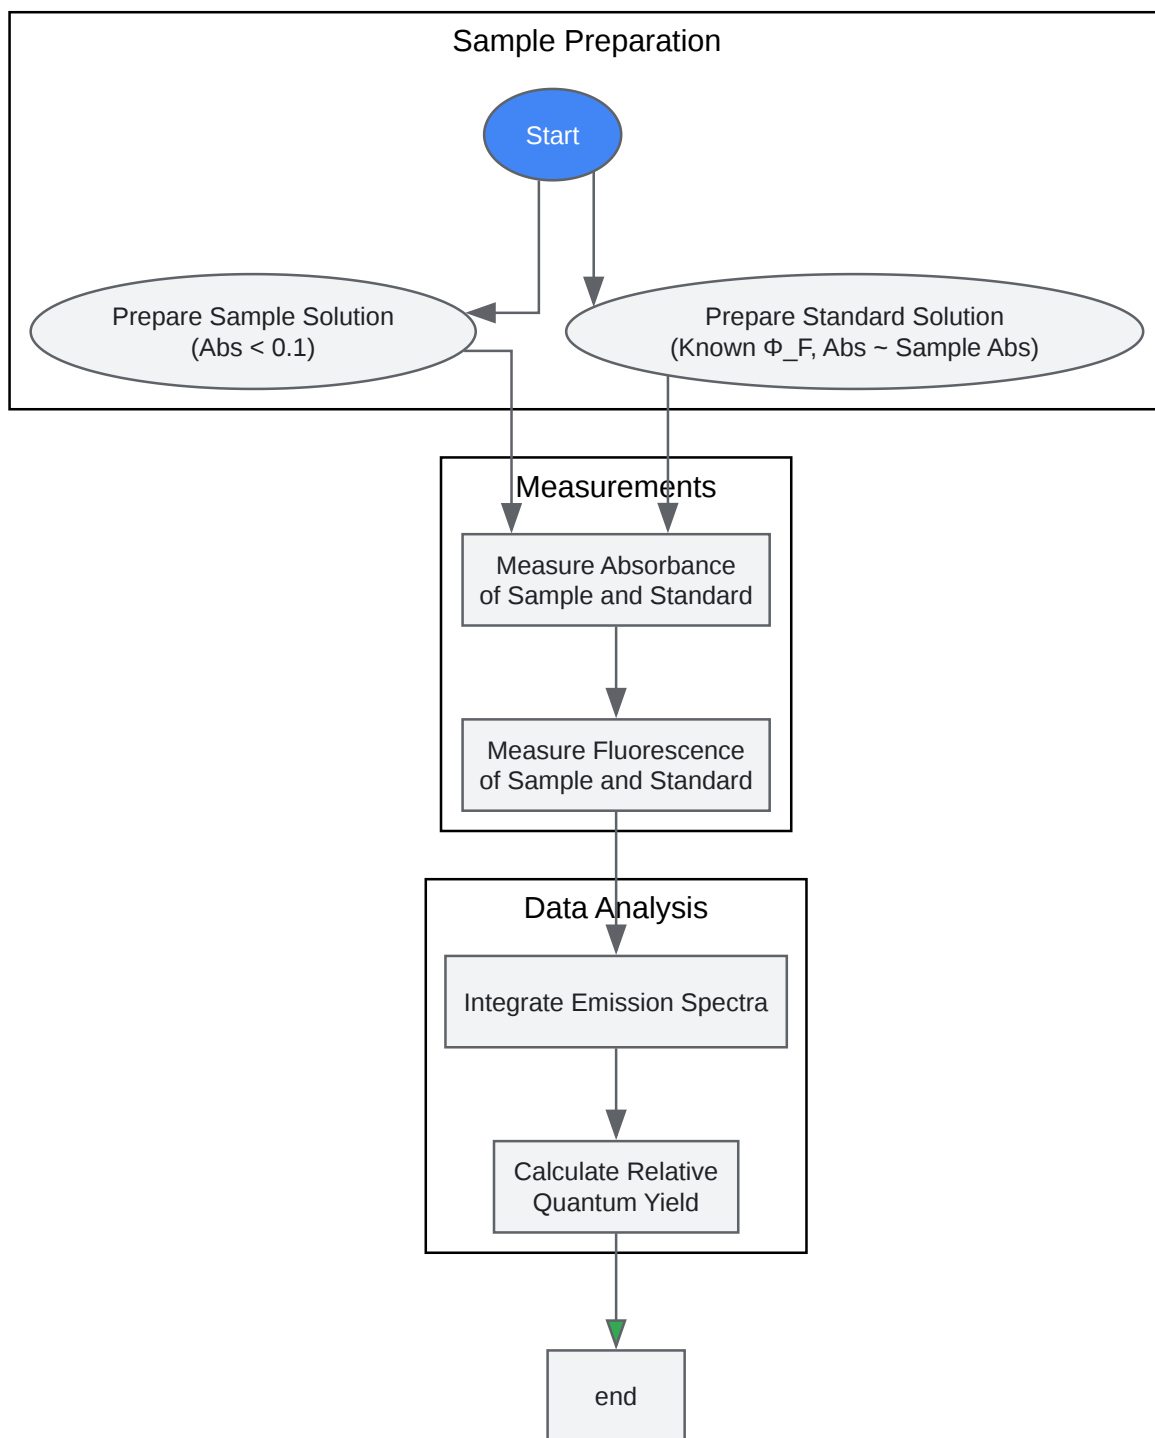 Sample Preparation
Start
Prepare Sample Solution
(Abs < 0.1)
Prepare Standard Solution
(Known Φ_F, Abs ~ Sample Abs)
Measurements
Measure Absorbance
of Sample and Standard
Measure Fluorescence
of Sample and Standard
Data Analysis
Integrate Emission Spectra
Calculate Relative
Quantum Yield
end